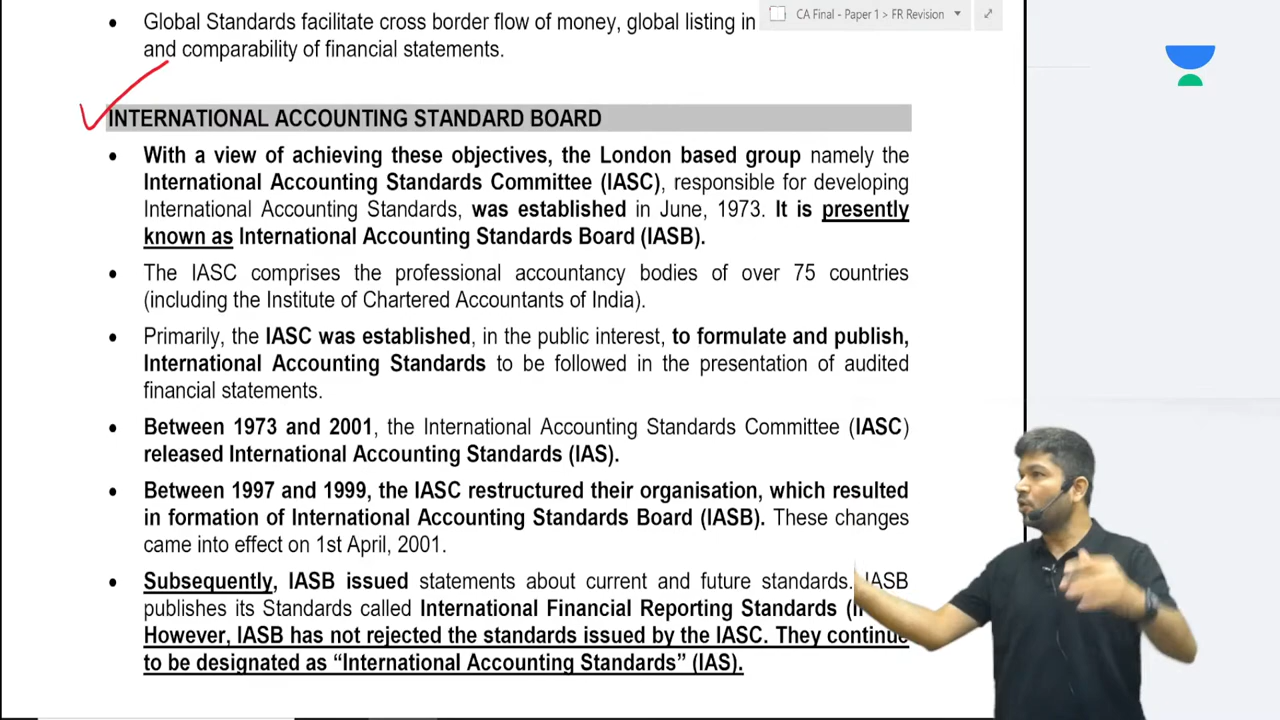 • Global Standards facilitate cross border flow of money, global listing in
CA Final - Paper 1 > FR Revision
and comparability of financial statements.
INTERNATIONAL ACCOUNTING STANDARD BOARD
• With a view of achieving these objectives, the London based group namely the
International Accounting Standards Committee (IASC), responsible for developing
International Accounting Standards, was established in June, 1973. It is presently
known as International Accounting Standards Board (IASB).
• The IASC comprises the professional accountancy bodies of over 75 countries
(including the Institute of Chartered Accountants of India).
• Primarily, the IASC was established, in the public interest, to formulate and publish,
International Accounting Standards to be followed in the presentation of audited
financial statements.
• Between 1973 and 2001, the International Accounting Standards Committee (IASC)
released International Accounting Standards (IAS).
• Between 1997 and 1999, the IASC restructured their organisation, which resulted
in formation of International Accounting Standards Board (IASB). These changes
came into effect on 1st April, 2001.
• Subsequently, IASB issued statements about current and future standards. IASB
publishes its Standards called International Financial Reporting Standards
However, IASB has not rejected the standards issued by the IASC. They continue
to be designated as “International Accounting Standards” (IAS).